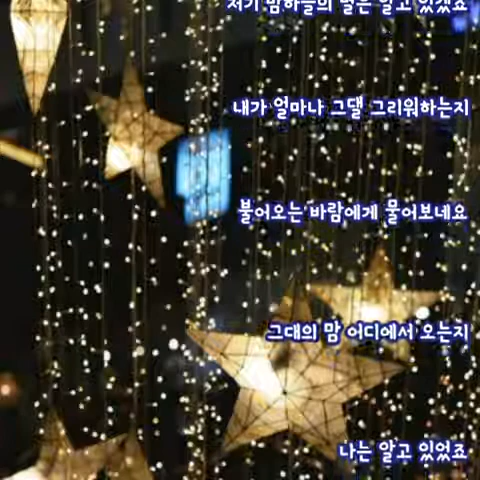 저기 밤하늘의 별은 알고 있겠죠
내가 얼마나 그댈 그리워하는지
불어오는 바람에게 물어보네요
그대의 맘 어디에서 오는지
나는 알고 있었죠